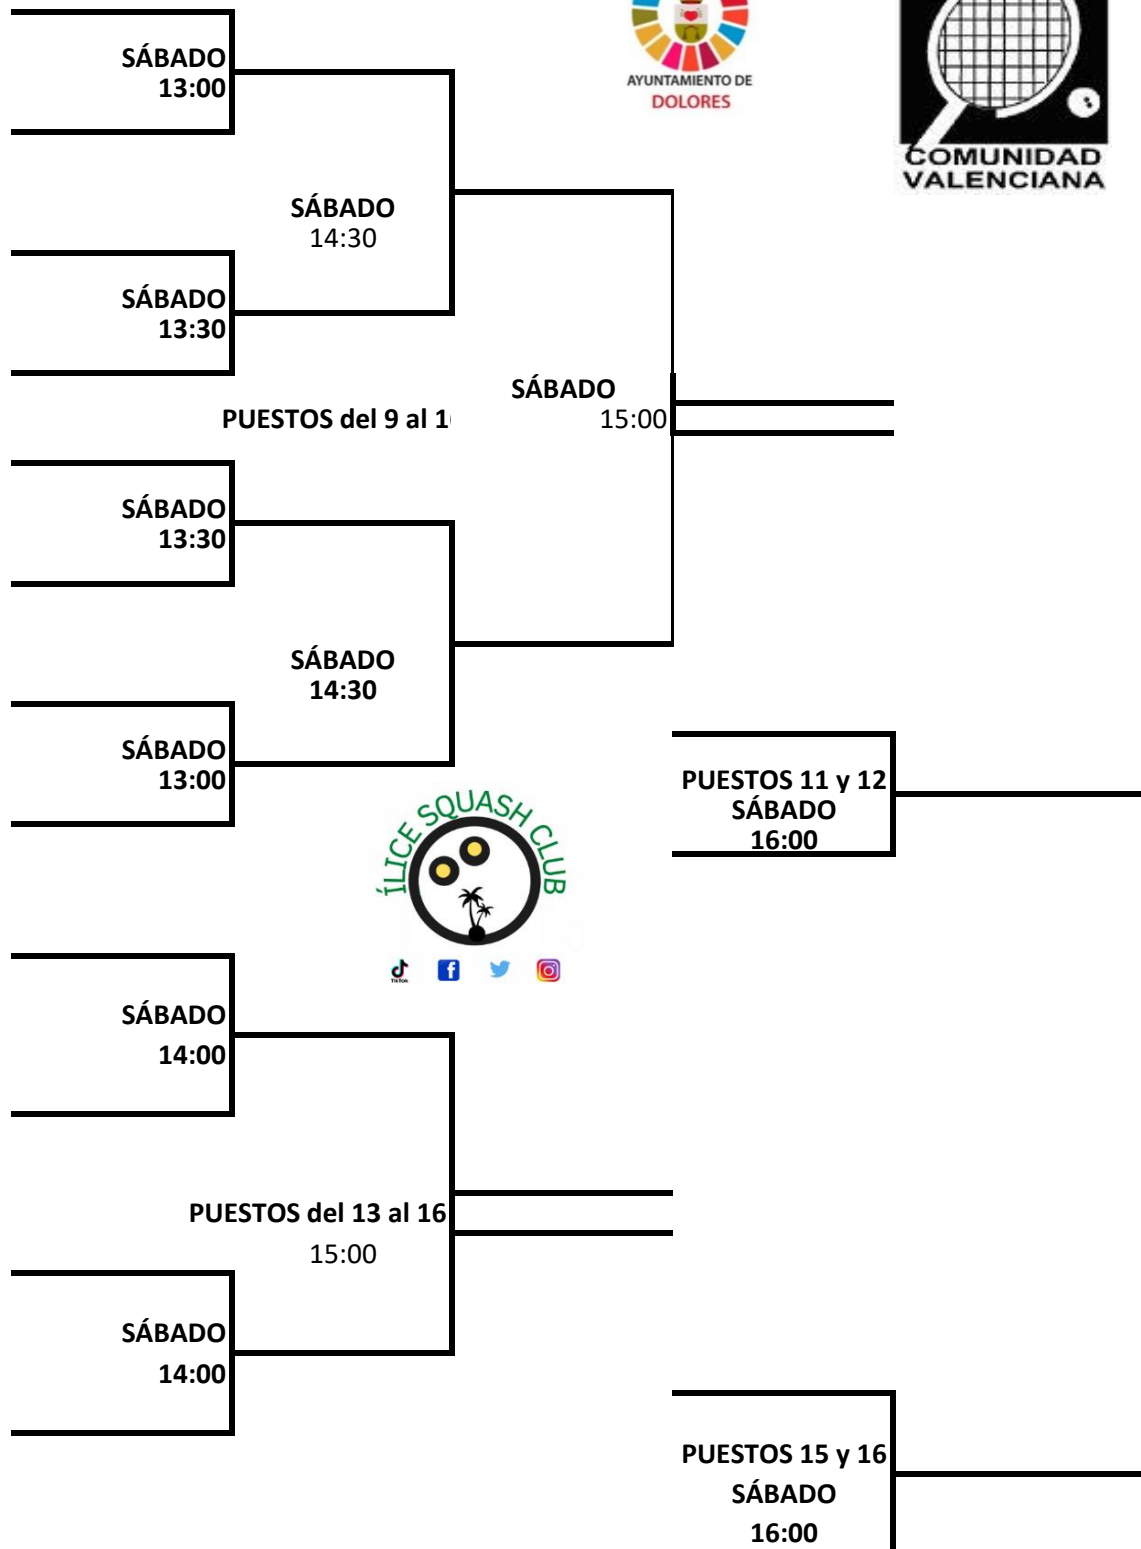 SÁBADO
13:00
AYUNTAMIENTO DE
DOLORES
COMUNIDAD
VALENCIANA
SÁBADO
14:30
SÁBADO
13:30
SÁBADO
15:00
PUESTOS del 9 al 1
SÁBADO
13:30
SÁBADO
14:30
SÁBADO
13:00
PUESTOS 11 y 12
SÁBADO
16:00
ÍLICE SQUASH CLUB
TikTok
SÁBADO
14:00
PUESTOS del 13 al 16
15:00
SÁBADO
14:00
PUESTOS 15 y 16
SÁBADO
16:00